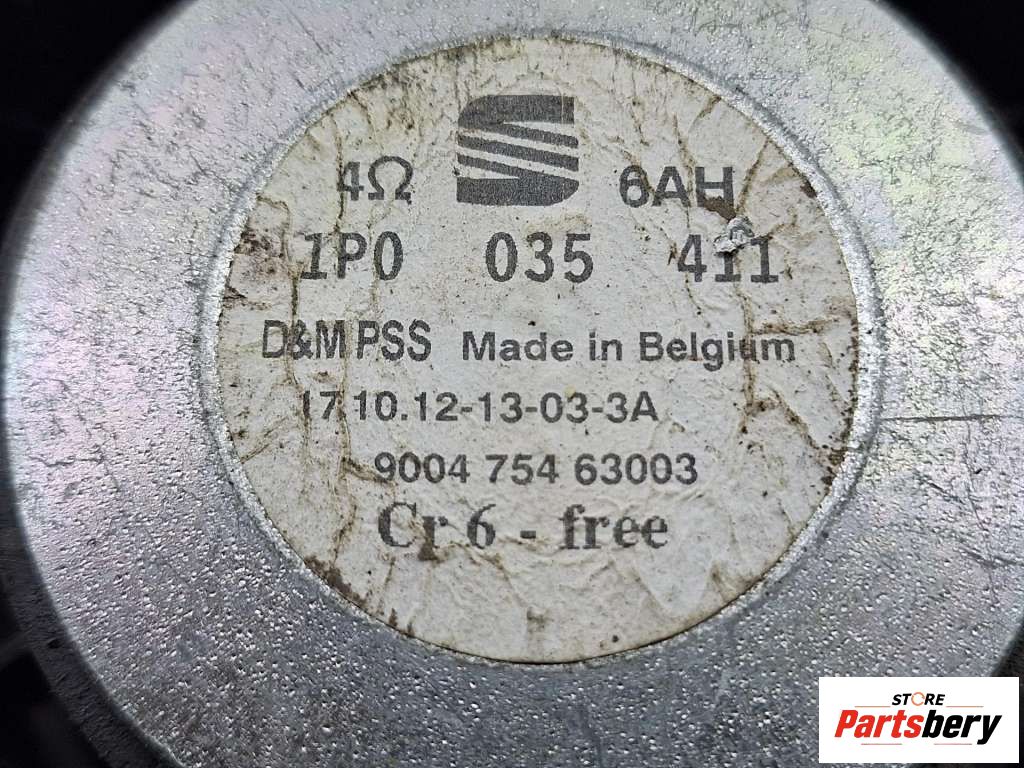 4Ω 6AH
1P0 035 411
D&M PSS Made in Belgium
17.10.12-13-03-3A
9004 754 63003
Cr 6 - free
STORE
Partsbery